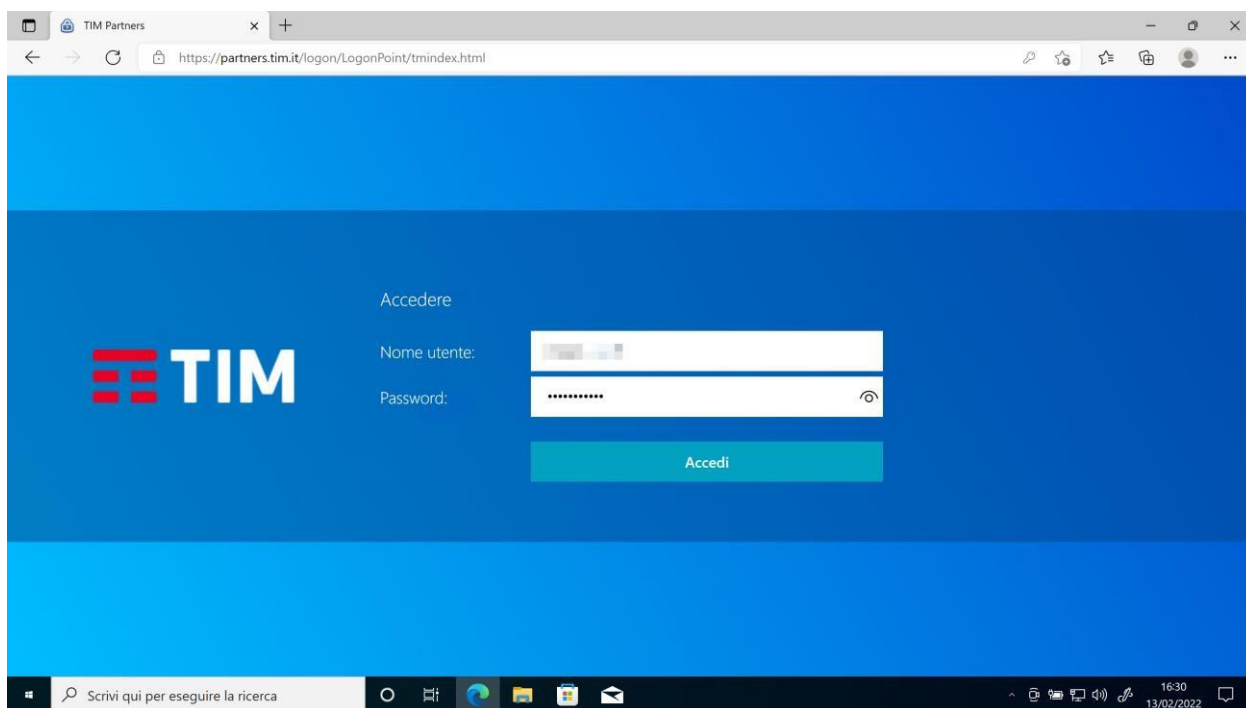 TIM Partners
https://partners.tim.it/logon/LogonPoint/tmindex.html
Accedere
Nome utente:
TIM
Password:
Accedi
Scrivi qui per eseguire la ricerca
16:30
13/02/2022